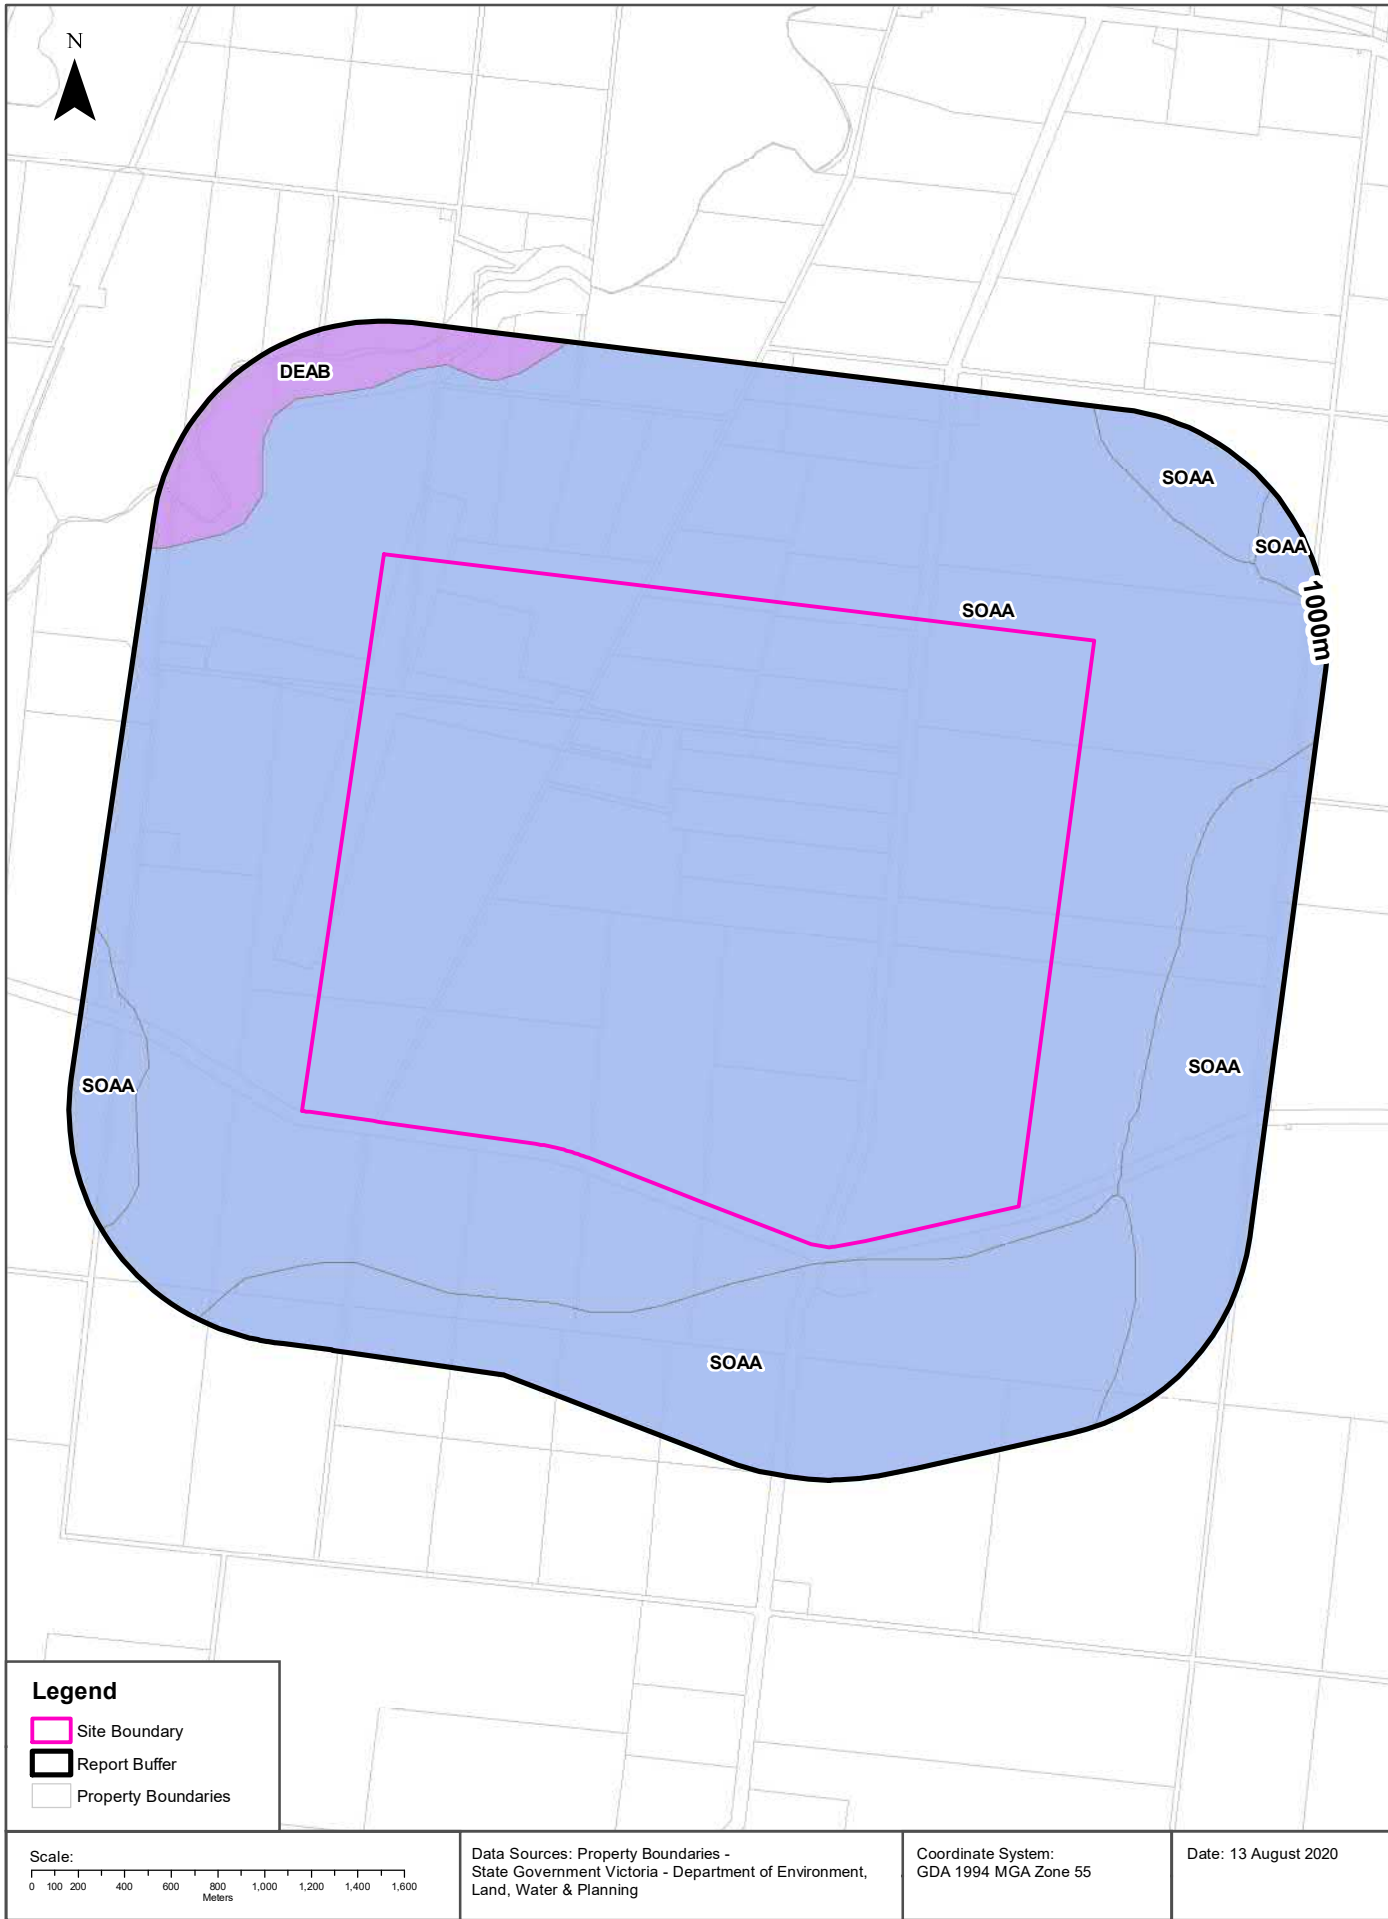 N
DEAB
SOAA
SOAA
SOAA
1000m
SOAA
SOAA
SOAA
Legend
Site Boundary
Report Buffer
Property Boundaries
Scale:
0 100 200 400 600 800 1,000 1,200 1,400 1,600
Meters
Data Sources: Property Boundaries -
State Government Victoria - Department of Environment,
Land, Water & Planning
Coordinate System:
GDA 1994 MGA Zone 55
Date: 13 August 2020